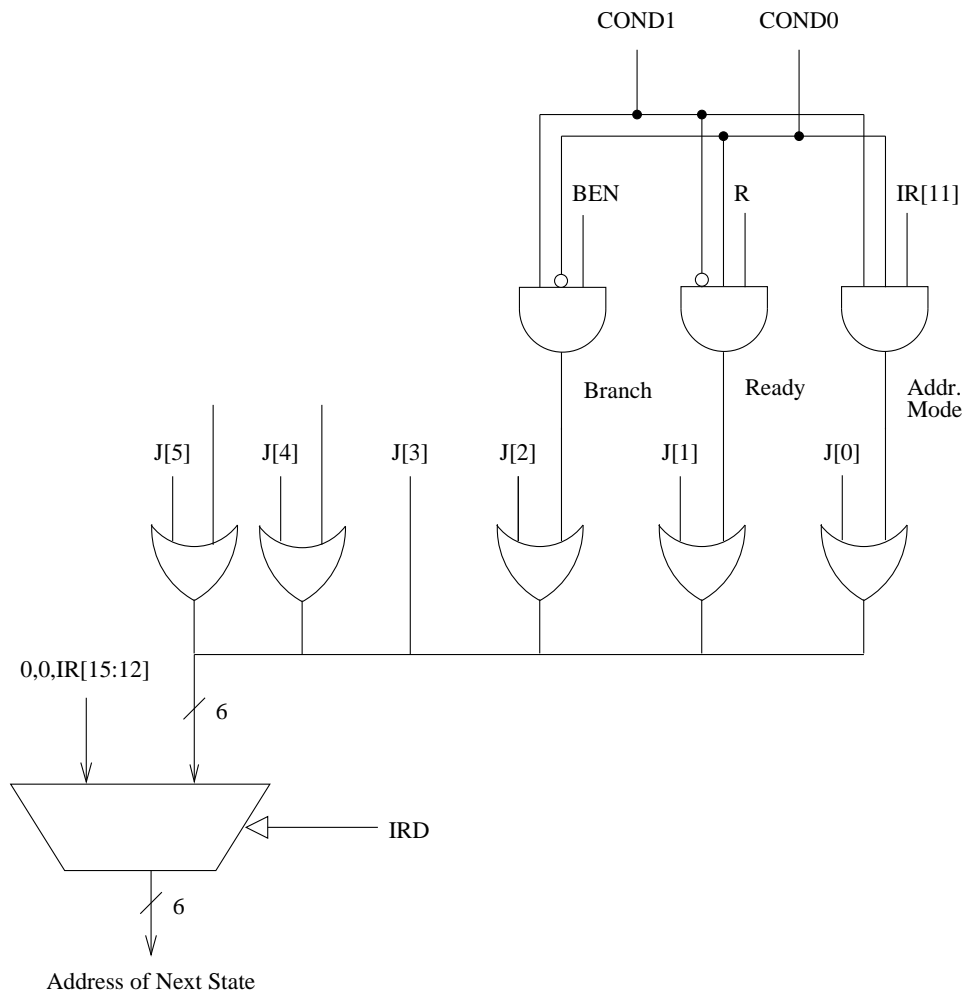 COND1 COND0
BEN R IR[11]
Branch Ready Addr.
Mode
J[5] J[4] J[3] J[2] J[1] J[0]
0,0,IR[15:12]
6
IRD
6
Address of Next State